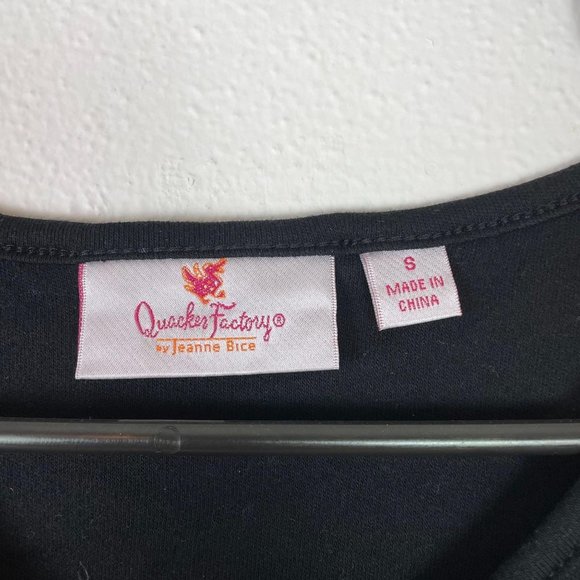 Quacker Factory®
By Jeanne Bice
S
MADE IN
CHINA